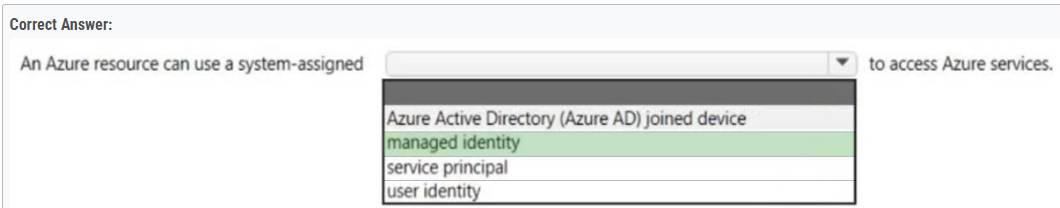 Correct Answer:
An Azure resource can use a system-assigned to access Azure services.
Azure Active Directory (Azure AD) joined device
managed identity
service principal
user identity